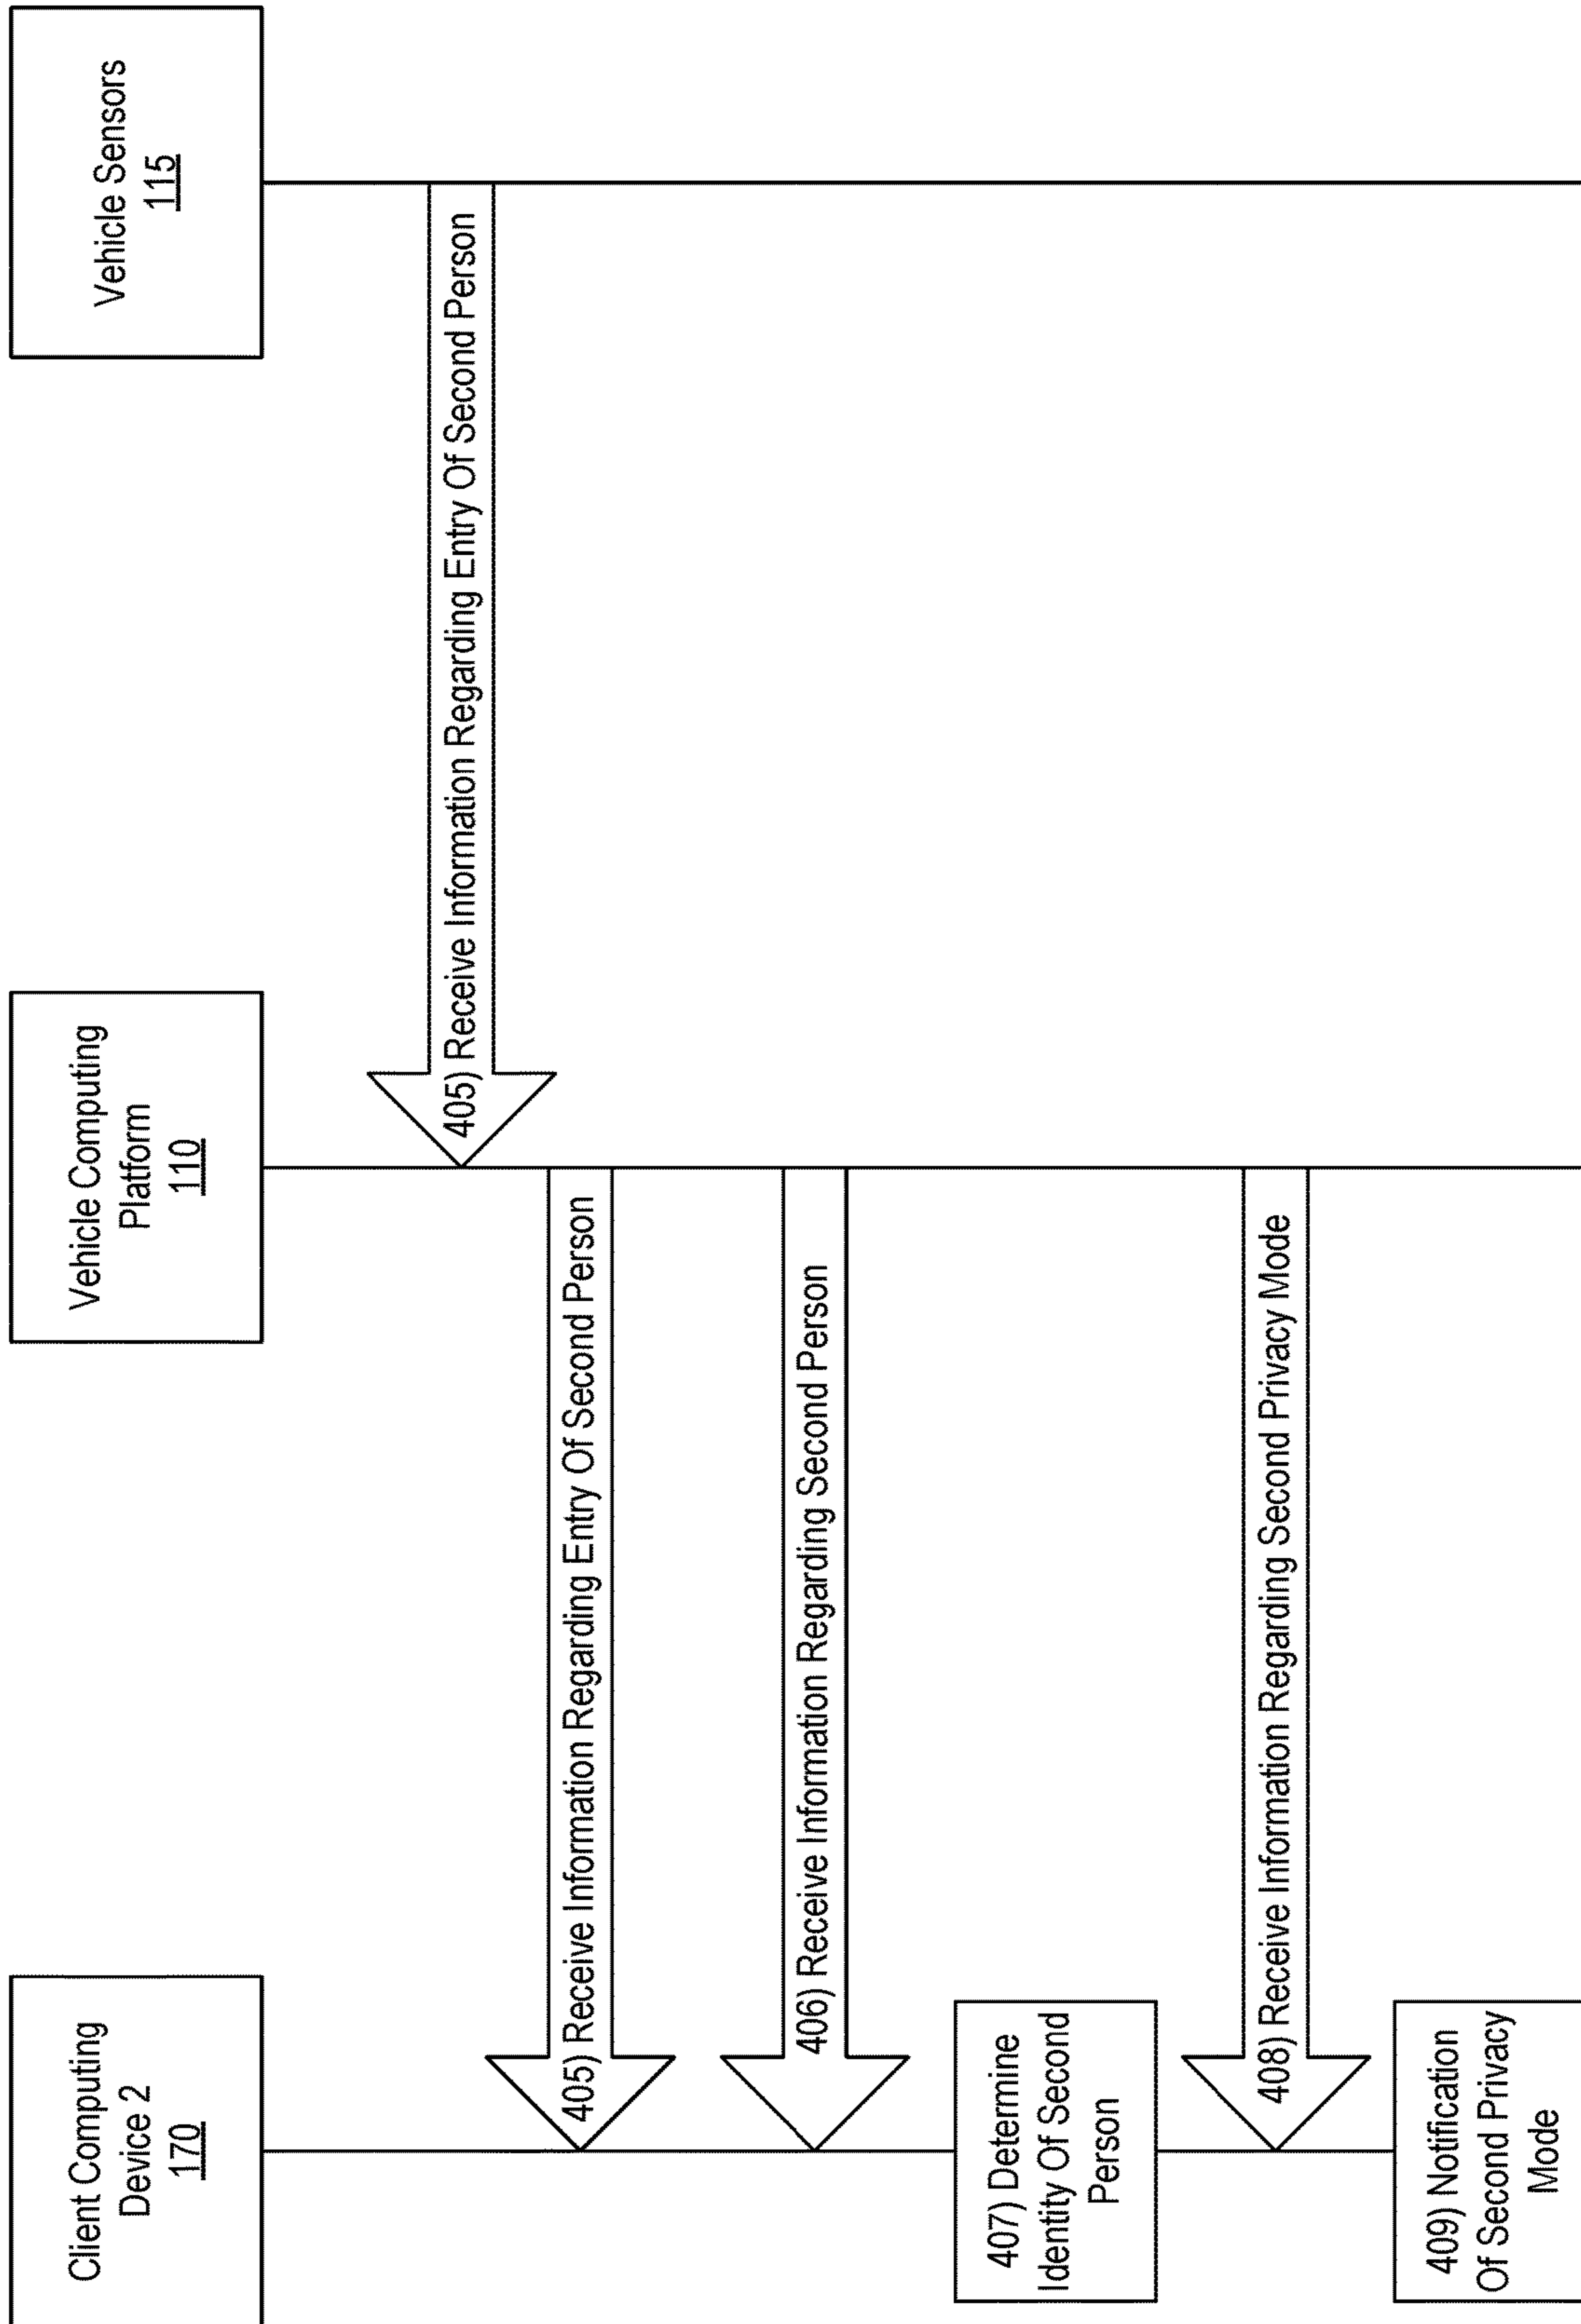 Client Computing
Device 2
170
Vehicle Computing
Platform
110
Vehicle Sensors
115
405) Receive Information Regarding Entry Of Second Person
405) Receive Information Regarding Entry Of Second Person
406) Receive Information Regarding Second Person
407) Determine
Identity Of Second
Person
408) Receive Information Regarding Second Privacy Mode
409) Notification
Of Second Privacy
Mode